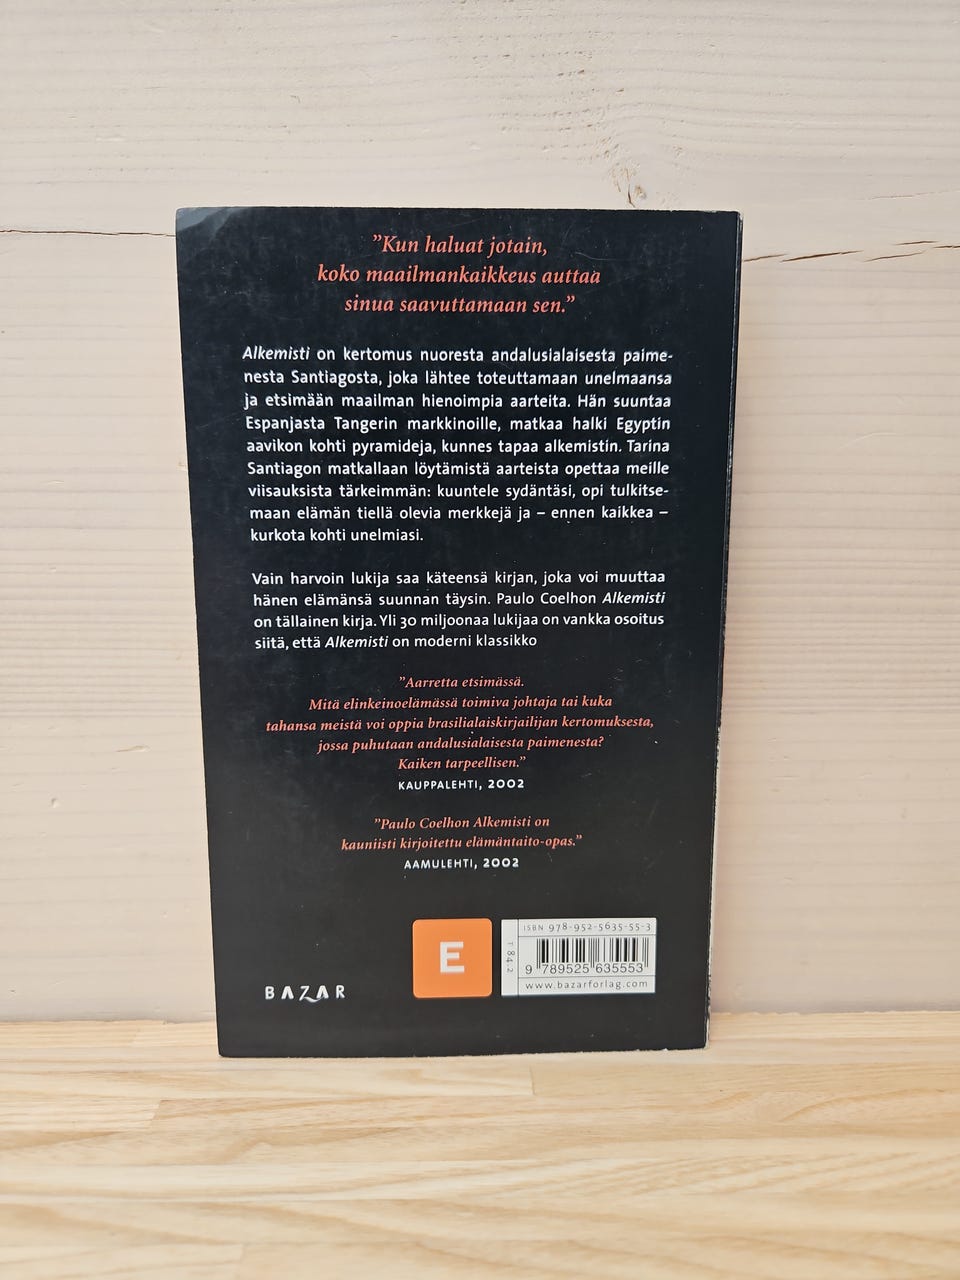 ”Kun haluat jotain,
koko maailmankaikkeus auttaa
sinua saavuttamaan sen.”
Alkemisti on kertomus nuoresta andalusialaisesta paime-
nesta Santiagosta, joka lähtee toteuttamaan unelmaansa
ja etsimään maailman hienoimpia aarteita. Hän suuntaa
Espanjasta Tangerin markkinoille, matkaa halki Egyptin
aavikon kohti pyramideja, kunnes tapaa alkemistin. Tarina
Santiagon matkallaan löytämistä aarteista opettaa meille
viisauksista tärkeimmän: kuuntele sydäntäsi, opi tulkitse-
maan elämän tiellä olevia merkkejä ja – ennen kaikkea –
kurkota kohti unelmiasi.
Vain harvoin lukija saa käteensä kirjan, joka voi muuttaa
hänen elämänsä suunnan täysin. Paulo Coelhon Alkemisti
on tällainen kirja. Yli 30 miljoonaa lukijaa on vankka osoitus
siitä, että Alkemisti on moderni klassikko
”Aarretta etsimässä.
Mitä elinkeinoelämässä toimiva johtaja tai kuka
tahansa meistä voi oppia brasilialaiskirjailijan kertomuksesta,
jossa puhutaan andalusialaisesta paimenesta?
Kaiken tarpeellisen.”
KAUPPALEHTI, 2002
”Paulo Coelhon Alkemisti on
kauniisti kirjoitettu elämäntaito-opas.”
AAMULEHTI, 2002
BAZAR
E
T 84.2
ISBN 978-952-5635-55-3
9 789525 635553
www.bazarforlag.com